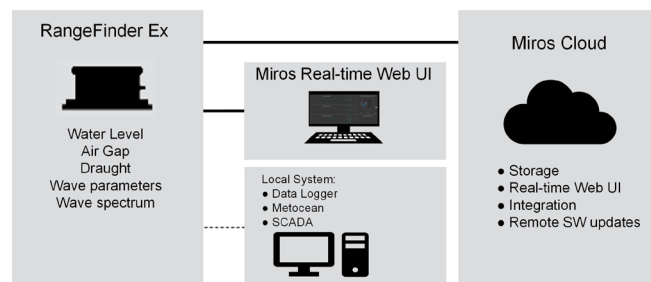 RangeFinder Ex
Water Level
Air Gap
Draught
Wave parameters
Wave spectrum
Miros Real-time Web UI
Local System:
● Data Logger
● Metocean
● SCADA
Miros Cloud
● Storage
● Real-time Web UI
● Integration
● Remote SW updates